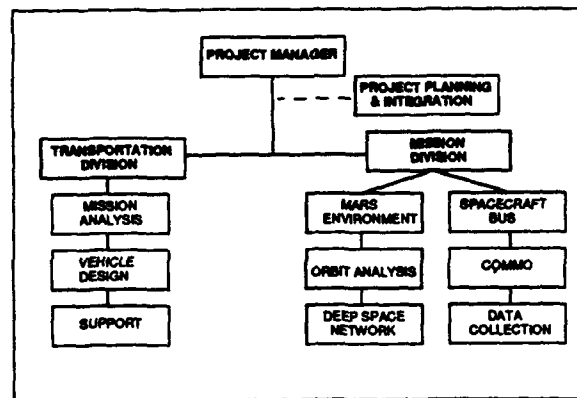 PROJECT MANAGER
PROJECT PLANNING
& INTEGRATION
TRANSPORTATION
DIVISION
MISSION
DIVISION
MISSION
ANALYSIS
MARS
ENVIRONMENT
SPACECRAFT
BUS
VEHICLE
DESIGN
ORBIT ANALYSIS
COMMO
SUPPORT
DEEP SPACE
NETWORK
DATA
COLLECTION